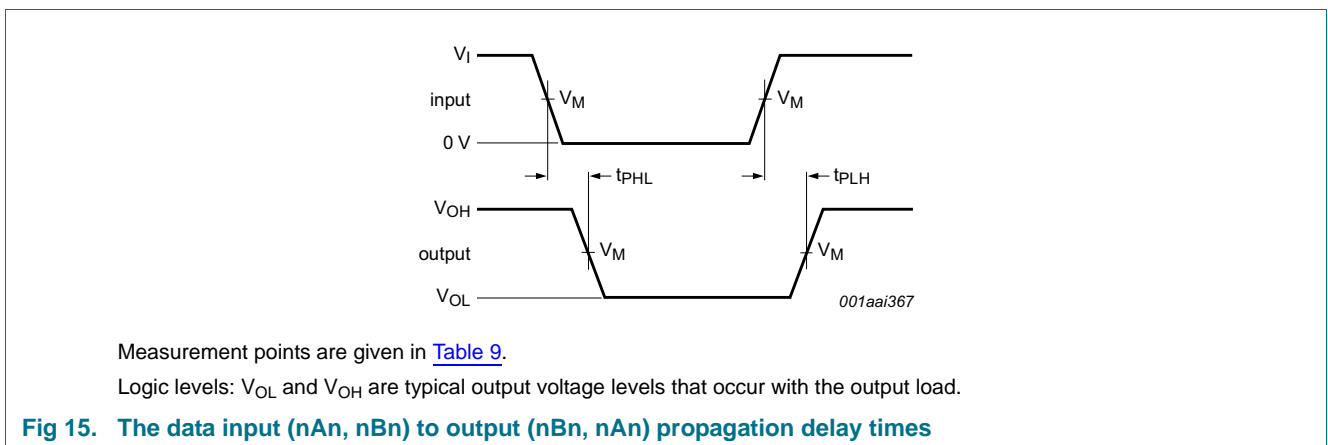 VI
input
VM
VM
0 V
tPHL
tPLH
VOH
output
VM
VM
VOL
001aai367
Measurement points are given in Table 9.
Logic levels: VOL and VOH are typical output voltage levels that occur with the output load.
Fig 15. The data input (nAn, nBn) to output (nBn, nAn) propagation delay times